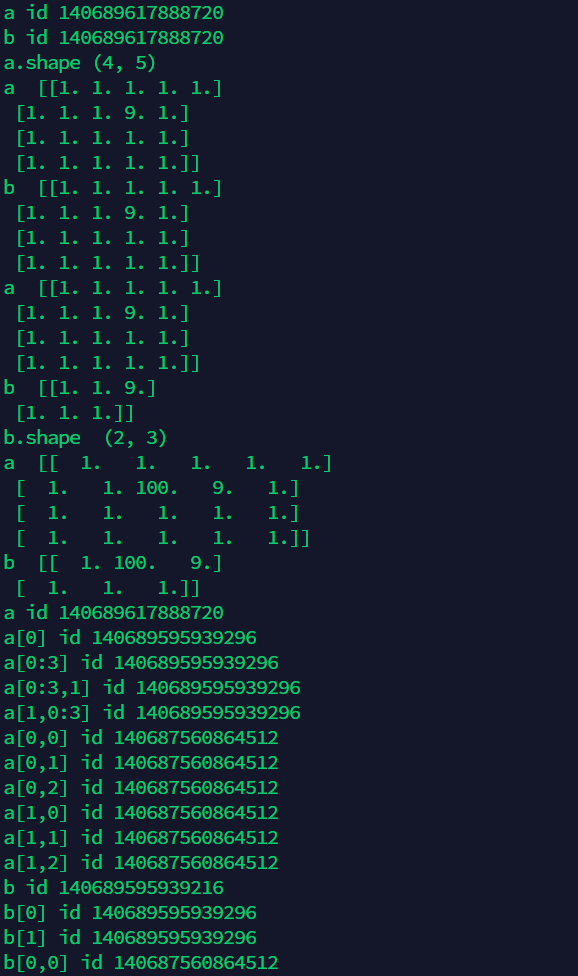 a id 140689617888720
b id 140689617888720
a.shape (4, 5)
a  [[1. 1. 1. 1. 1.]
 [1. 1. 1. 9. 1.]
 [1. 1. 1. 1. 1.]
 [1. 1. 1. 1. 1.]]
b  [[1. 1. 1. 1. 1.]
 [1. 1. 1. 9. 1.]
 [1. 1. 1. 1. 1.]
 [1. 1. 1. 1. 1.]]
a  [[1. 1. 1. 1. 1.]
 [1. 1. 1. 9. 1.]
 [1. 1. 1. 1. 1.]
 [1. 1. 1. 1. 1.]]
b  [[1. 1. 9.]
 [1. 1. 1.]]
b.shape  (2, 3)
a  [[  1.   1.   1.   1.   1.]
 [  1.   1. 100.   9.   1.]
 [  1.   1.   1.   1.   1.]
 [  1.   1.   1.   1.   1.]]
b  [[  1. 100.   9.]
 [  1.   1.   1.]]
a id 140689617888720
a[0] id 140689595939296
a[0:3] id 140689595939296
a[0:3,1] id 140689595939296
a[1,0:3] id 140689595939296
a[0,0] id 140687560864512
a[0,1] id 140687560864512
a[0,2] id 140687560864512
a[1,0] id 140687560864512
a[1,1] id 140687560864512
a[1,2] id 140687560864512
b id 140689595939216
b[0] id 140689595939296
b[1] id 140689595939296
b[0,0] id 140687560864512